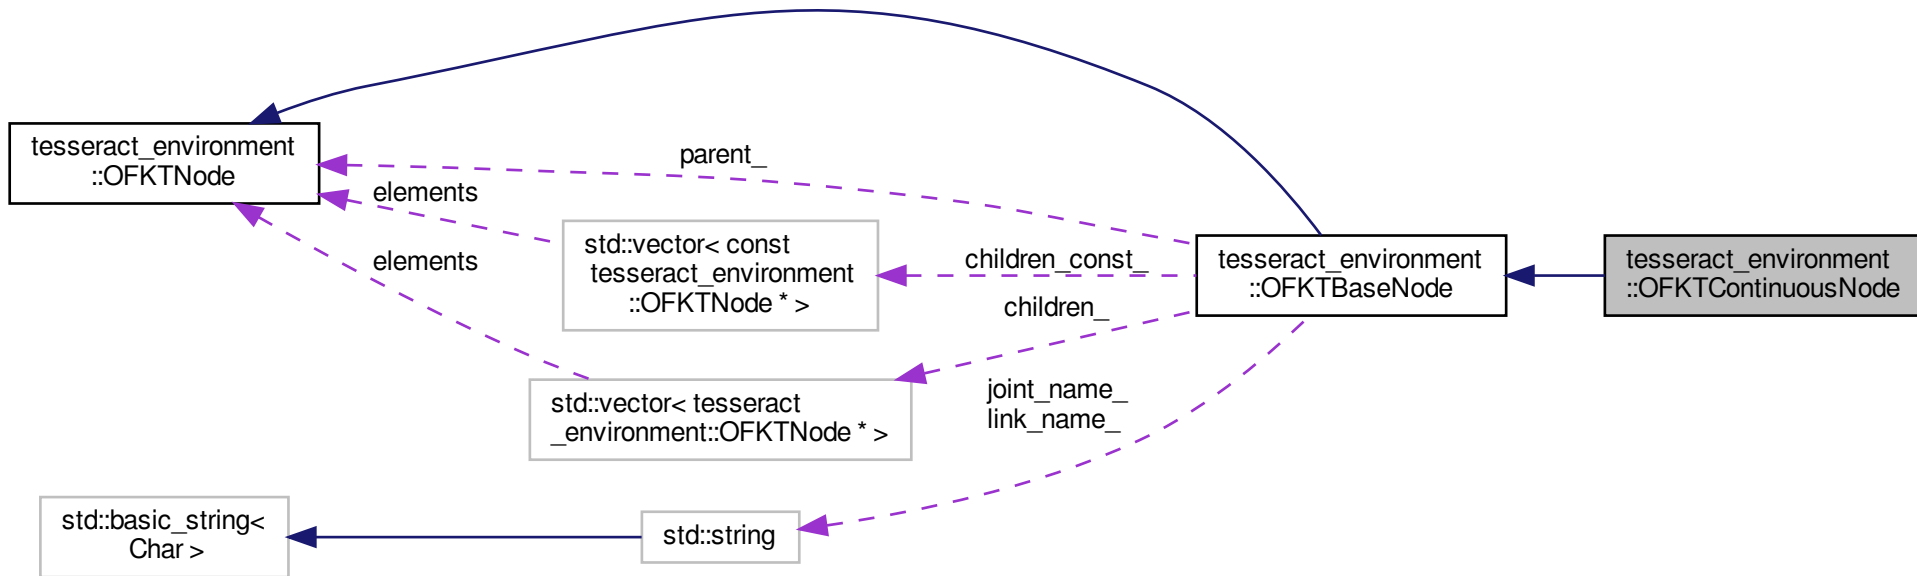 tesseract_environment
::OFKTNode
parent_
elements
elements
std::vector< const
tesseract_environment
::OFKTNode * >
children_const_
children_
std::vector< tesseract
_environment::OFKTNode * >
joint_name_
link_name_
tesseract_environment
::OFKTBaseNode
tesseract_environment
::OFKTContinuousNode
std::basic_string<
Char >
std::string